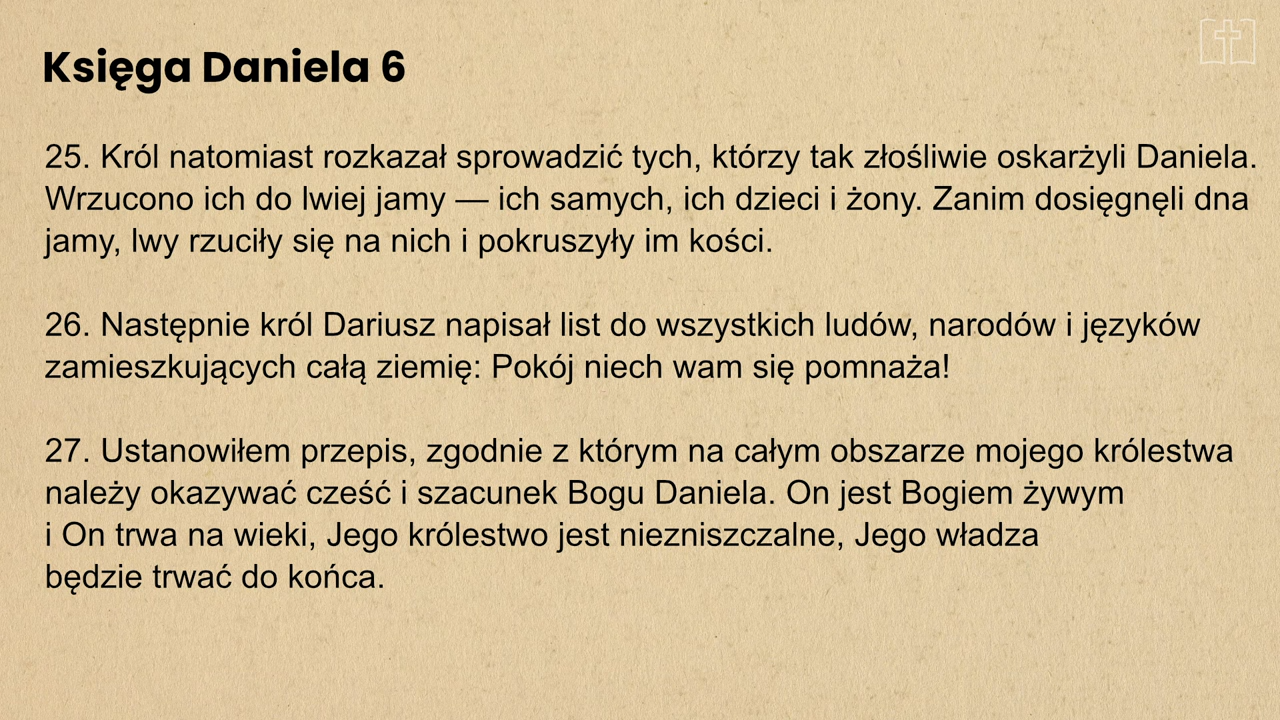 Księga Daniela 6
25. Król natomiast rozkazał sprowadzić tych, którzy tak złośliwie oskarżyli Daniela.
Wrzucono ich do lwiej jamy — ich samych, ich dzieci i żony. Zanim dosięgnęli dna
jamy, lwy rzuciły się na nich i pokruszyły im kości.
26. Następnie król Dariusz napisał list do wszystkich ludów, narodów i języków
zamieszkujących całą ziemię: Pokój niech wam się pomnaża!
27. Ustanowiłem przepis, zgodnie z którym na całym obszarze mojego królestwa
należy okazywać cześć i szacunek Bogu Daniela. On jest Bogiem żywym
i On trwa na wieki, Jego królestwo jest niezniszczalne, Jego władza
będzie trwać do końca.